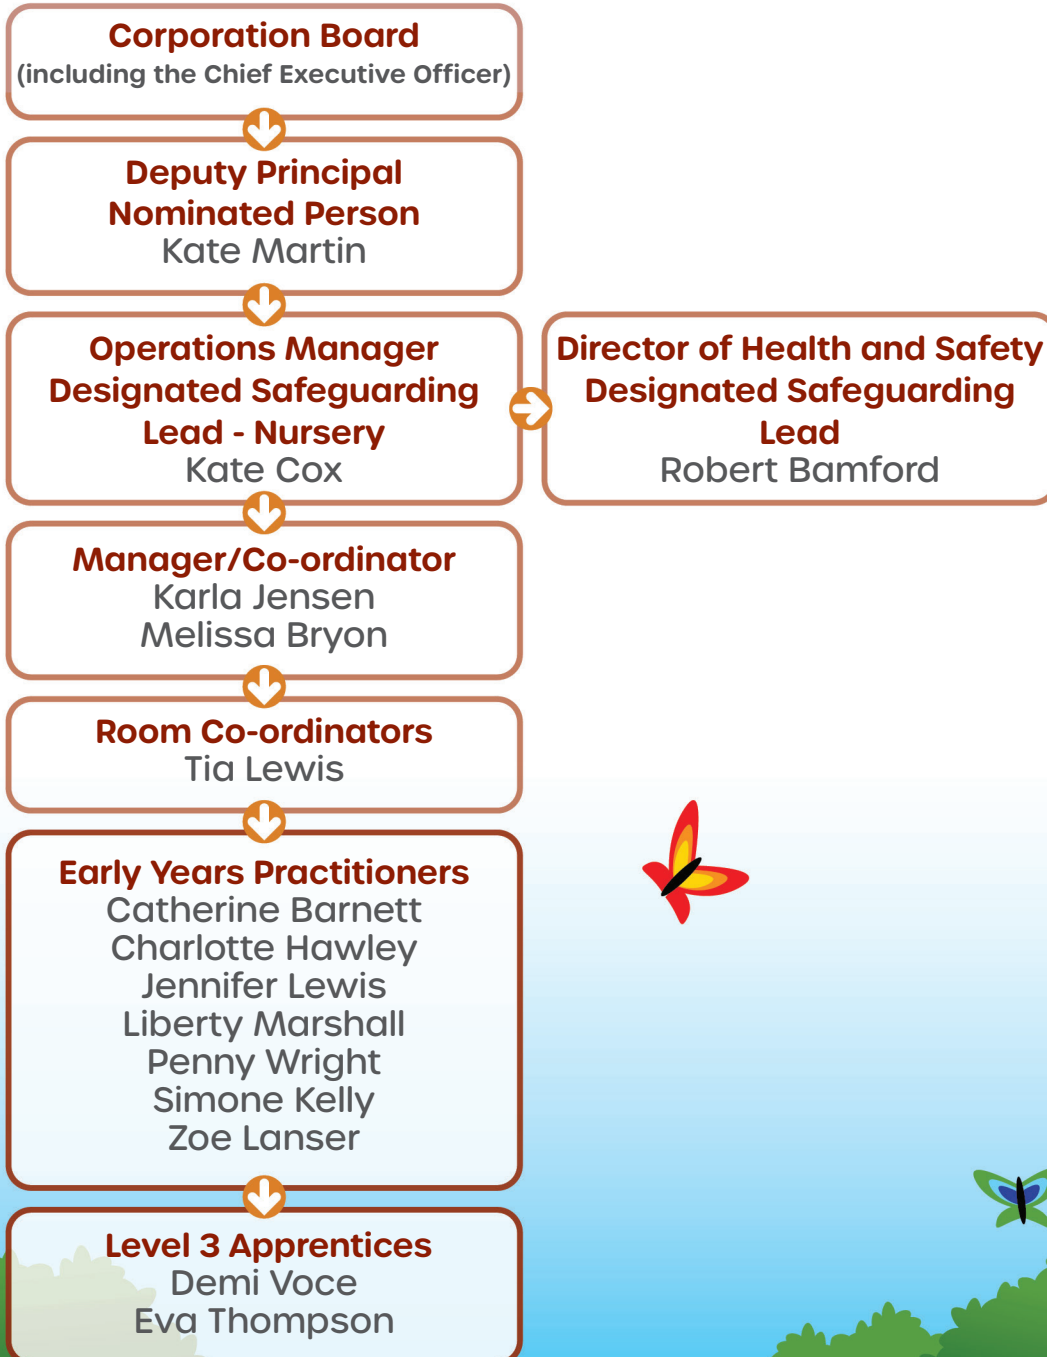 Corporation Board
(including the Chief Executive Officer)
Deputy Principal
Nominated Person
Kate Martin
Operations Manager
Designated Safeguarding
Lead - Nursery
Kate Cox
Director of Health and Safety
Designated Safeguarding
Lead
Robert Bamford
Manager/Co-ordinator
Karla Jensen
Melissa Bryon
Room Co-ordinators
Tia Lewis
Early Years Practitioners
Catherine Barnett
Charlotte Hawley
Jennifer Lewis
Liberty Marshall
Penny Wright
Simone Kelly
Zoe Lanser
Level 3 Apprentices
Demi Voce
Eva Thompson